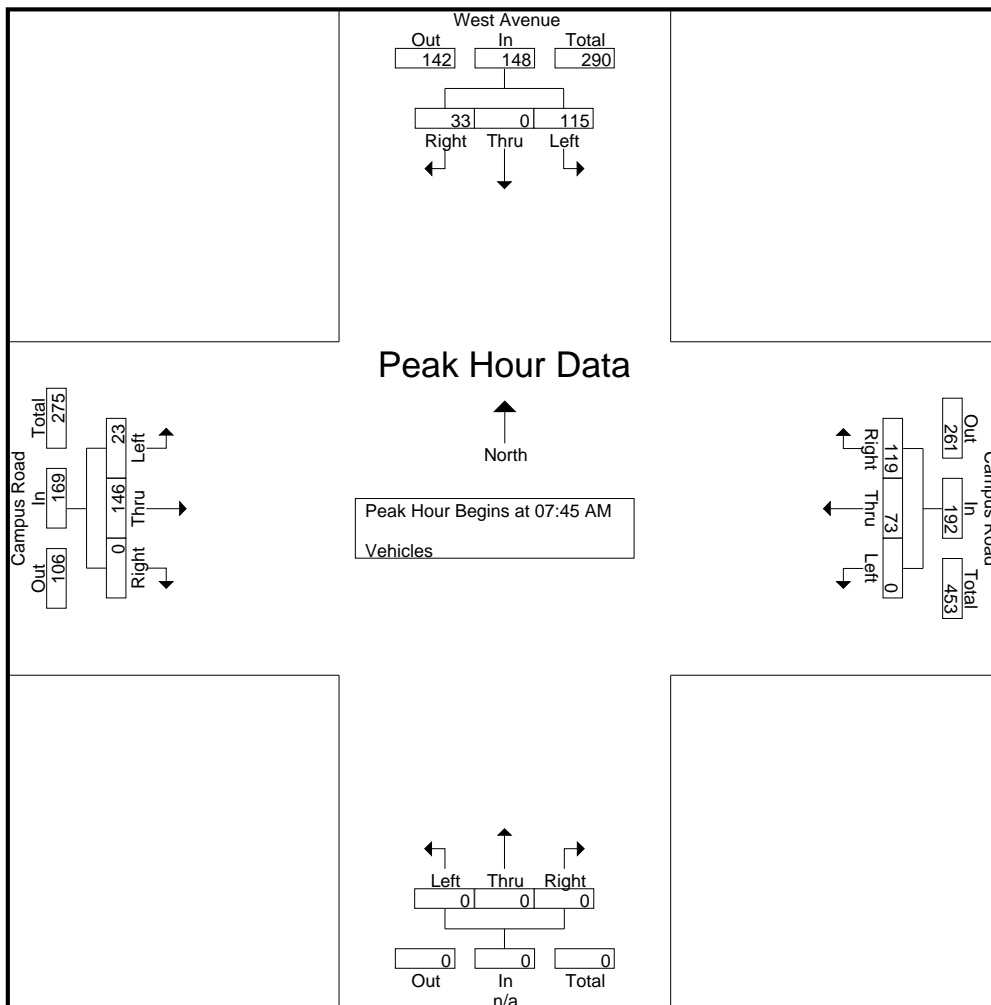 West Avenue
Out In Total
142 148 290
33 0 115
Right Thru Left
Peak Hour Data
North
Peak Hour Begins at 07:45 AM
Vehicles
Campus Road
Out In Total
106 169 275
Right Thru Left
0 146 23
Campus Road
Out In Total
261 192 453
Right Thru Left
119 73 0
Left Thru Right
0 0 0
0 0 0
Out In Total
n/a